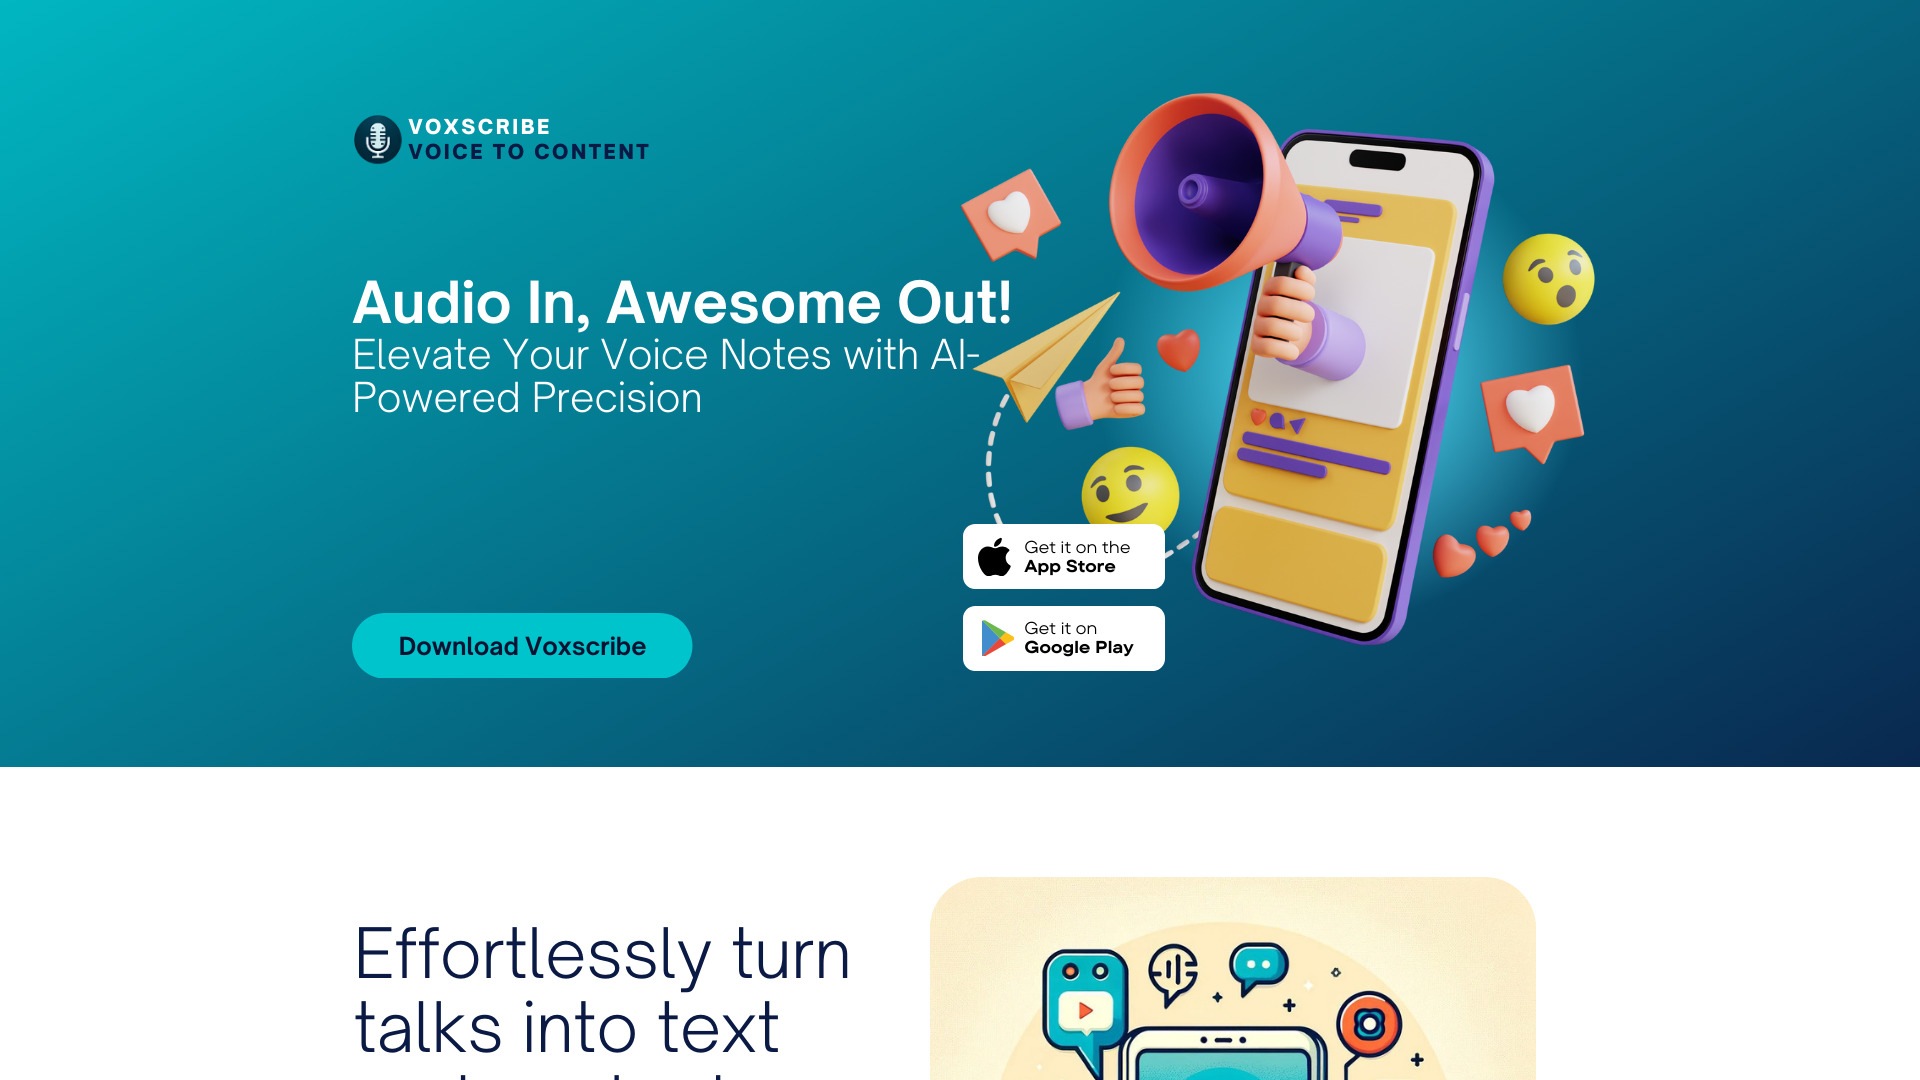 VOXSCRIBE
VOICE TO CONTENT
Audio In, Awesome Out!
Elevate Your Voice Notes with AI-
Powered Precision
Get it on the
App Store
Get it on
Google Play
Download Voxscribe
Effortlessly turn
talks into text